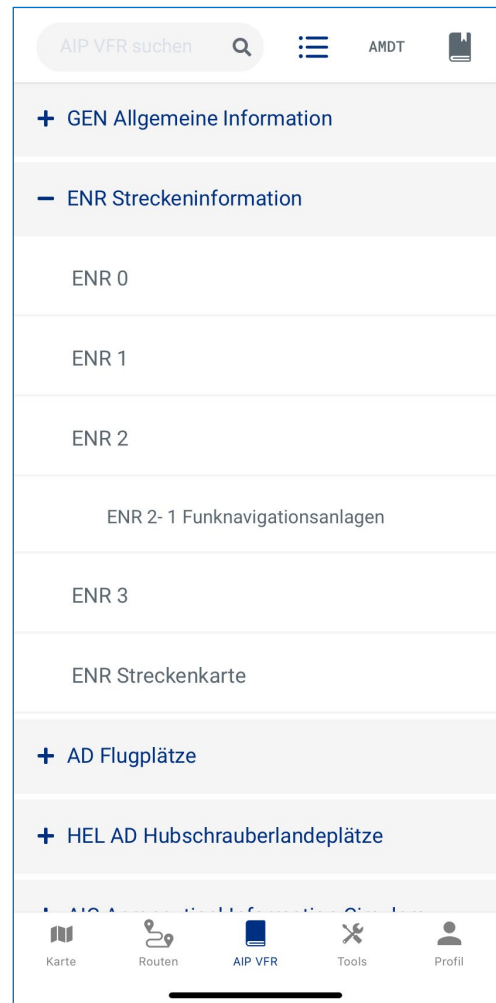 AIP VFR suchen
AMDT
+ GEN Allgemeine Information
− ENR Streckeninformation
ENR 0
ENR 1
ENR 2
ENR 2- 1 Funknavigationsanlagen
ENR 3
ENR Streckenkarte
+ AD Flugplätze
+ HEL AD Hubschrauberlandeplätze
Karte Routen AIP VFR Tools Profil